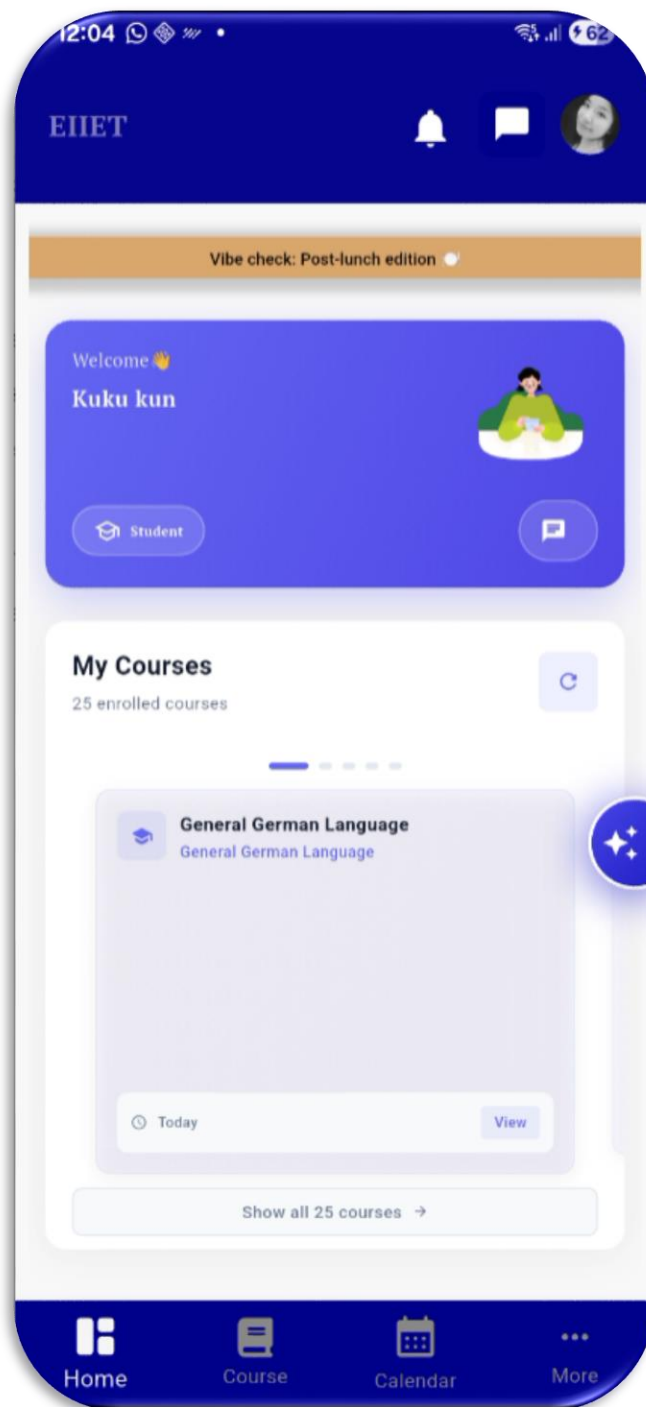 12:04
62
EIIET
Vibe check: Post-lunch edition 🍽️
Welcome👋
Kuku kun
Student
My Courses
25 enrolled courses
General German Language
General German Language
Today
View
Show all 25 courses →
Home
Course
Calendar
More